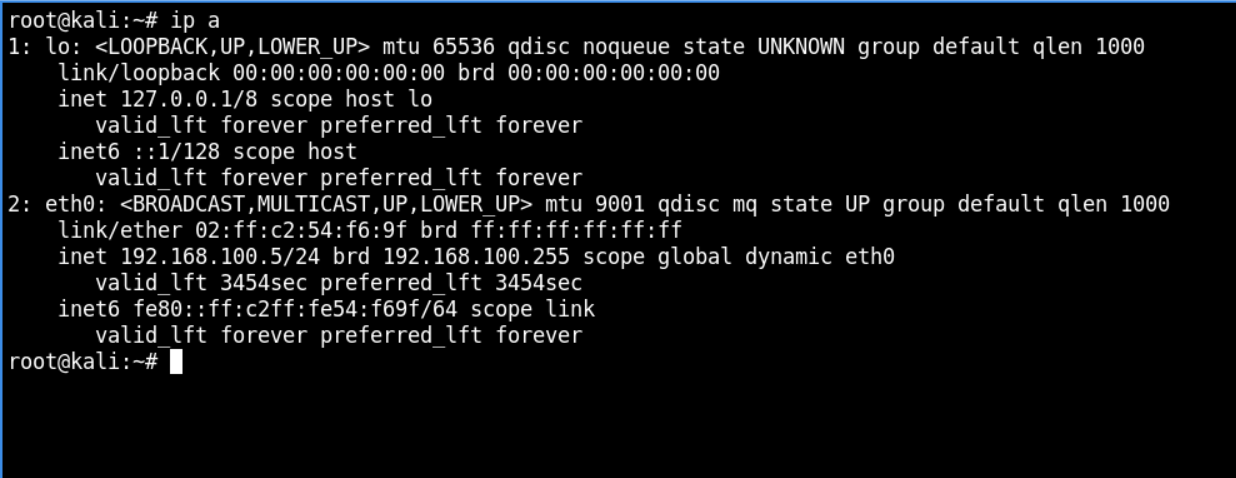 root@kali:~# ip a
1: lo: <LOOPBACK,UP,LOWER_UP> mtu 65536 qdisc noqueue state UNKNOWN group default qlen 1000
    link/loopback 00:00:00:00:00:00 brd 00:00:00:00:00:00
    inet 127.0.0.1/8 scope host lo
       valid_lft forever preferred_lft forever
    inet6 ::1/128 scope host
       valid_lft forever preferred_lft forever
2: eth0: <BROADCAST,MULTICAST,UP,LOWER_UP> mtu 9001 qdisc mq state UP group default qlen 1000
    link/ether 02:ff:c2:54:f6:9f brd ff:ff:ff:ff:ff:ff
    inet 192.168.100.5/24 brd 192.168.100.255 scope global dynamic eth0
       valid_lft 3454sec preferred_lft 3454sec
    inet6 fe80::ff:c2ff:fe54:f69f/64 scope link
       valid_lft forever preferred_lft forever
root@kali:~#